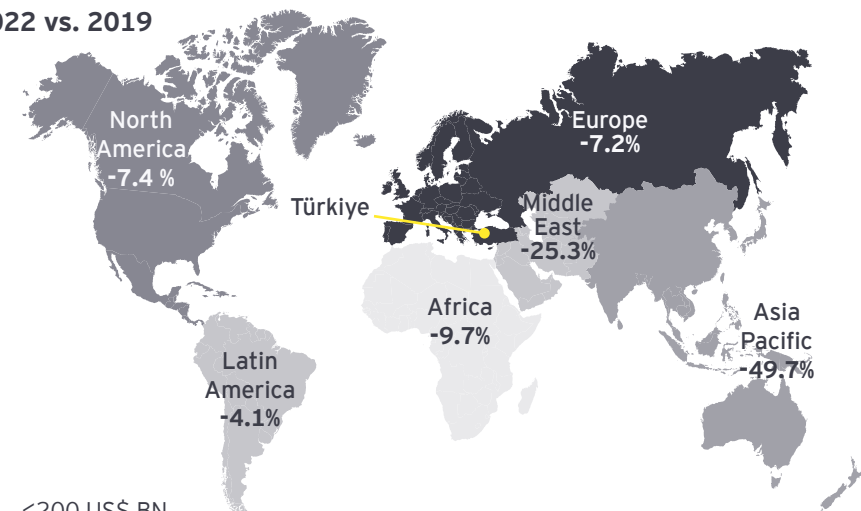 022 vs. 2019
North
America
-7.4 %
Europe
-7.2%
Türkiye
Middle
East
-25.3%
Africa
-9.7%
Asia
Pacific
-49.7%
Latin
America
-4.1%
<200 US$ BN